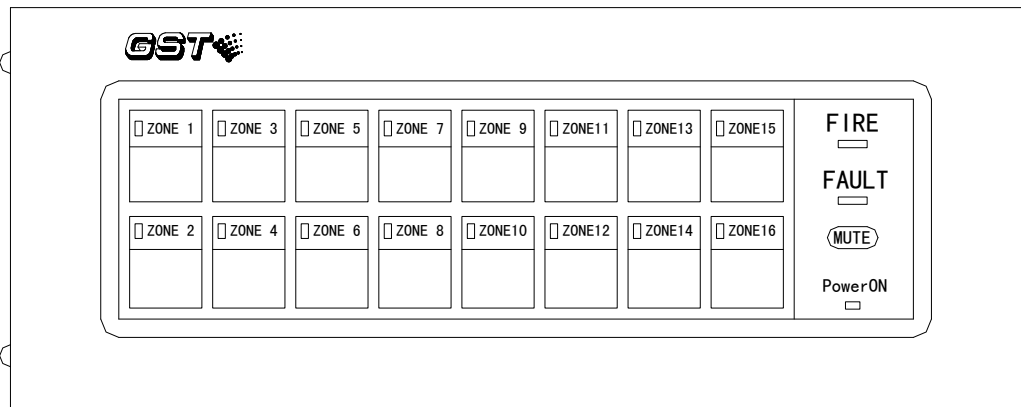 GST
ZONE 1 ZONE 3 ZONE 5 ZONE 7 ZONE 9 ZONE11 ZONE13 ZONE15
ZONE 2 ZONE 4 ZONE 6 ZONE 8 ZONE10 ZONE12 ZONE14 ZONE16
FIRE
FAULT
MUTE
PowerON